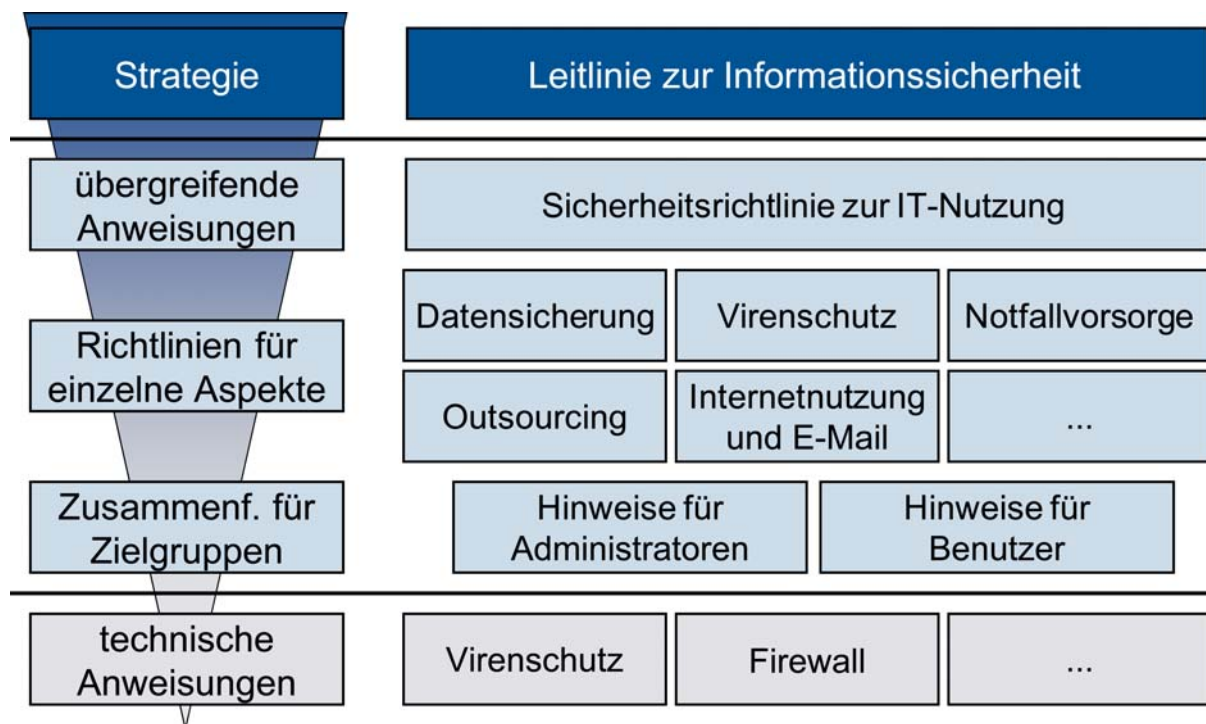 Strategie
Leitlinie zur Informationssicherheit
übergreifende
Anweisungen
Sicherheitsrichtlinie zur IT-Nutzung
Richtlinien für
einzelne Aspekte
Datensicherung
Virenschutz
Notfallvorsorge
Outsourcing
Internetnutzung
und E-Mail
...
Zusammenf. für
Zielgruppen
Hinweise für
Administratoren
Hinweise für
Benutzer
technische
Anweisungen
Virenschutz
Firewall
...